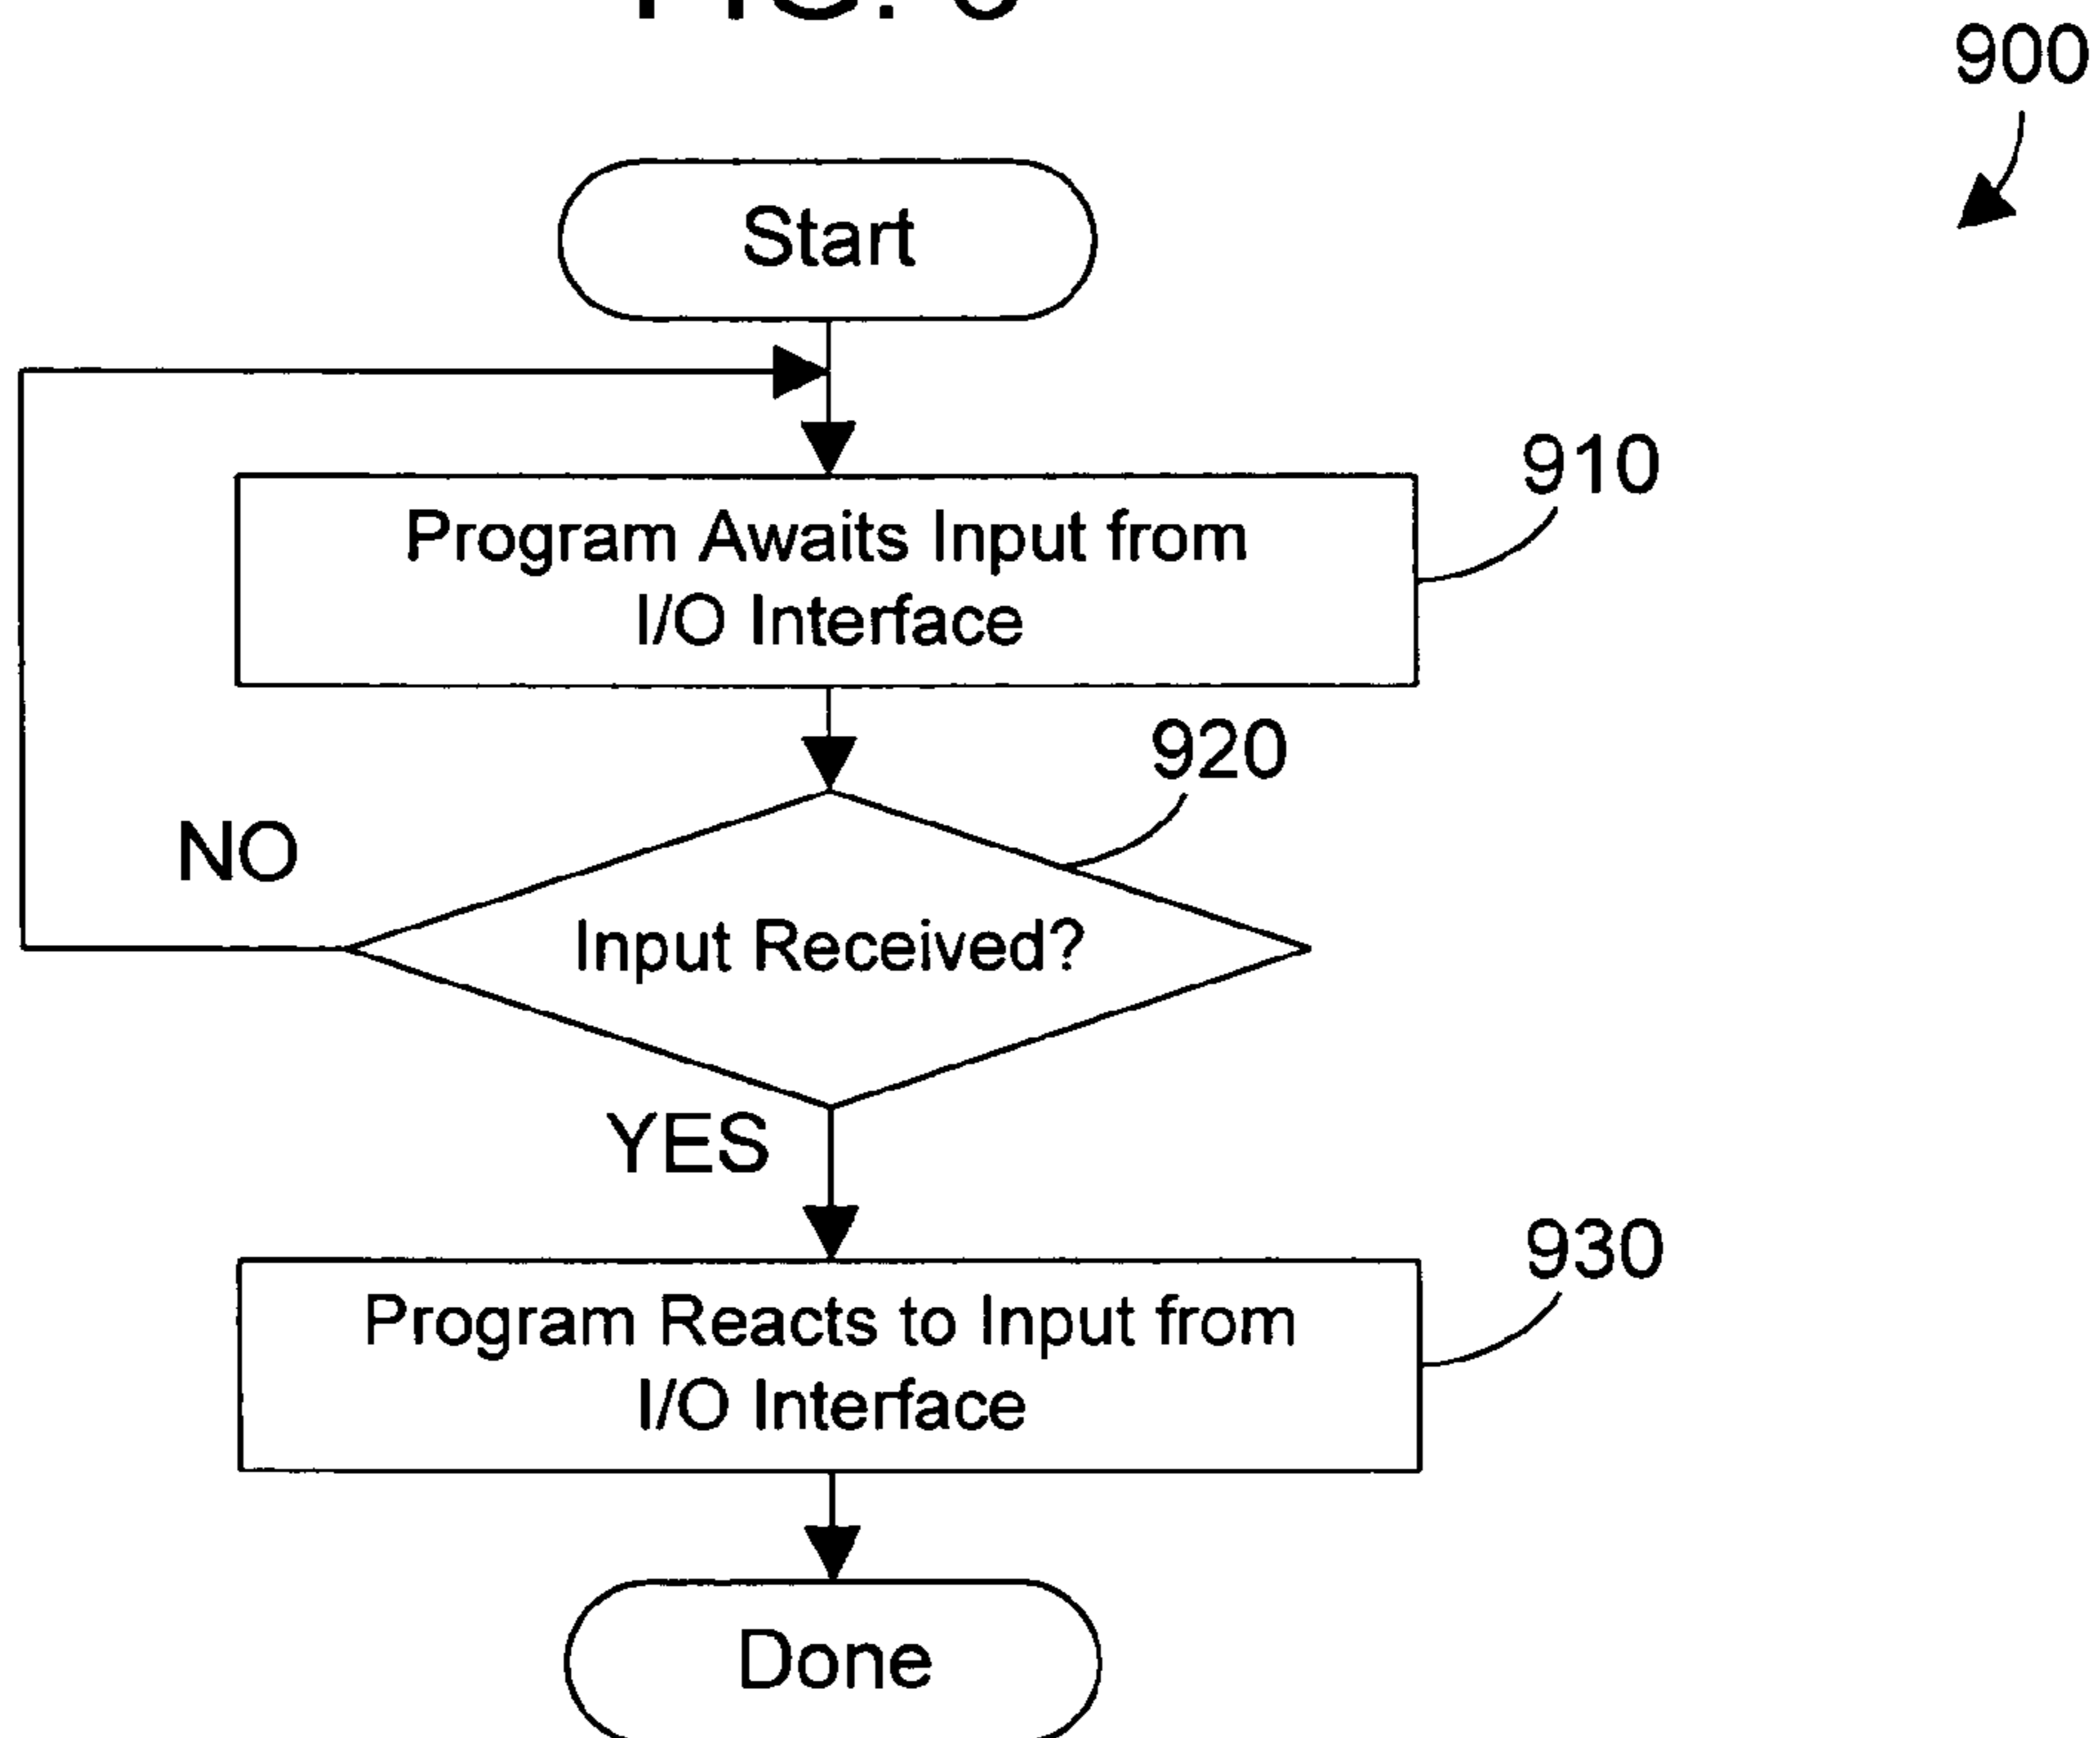 FIG.
900
Start
910
Program Awaits Input from
I/O Interface
920
NO
Input Received?
YES
930
Program Reacts to Input from
I/O Interface
Done